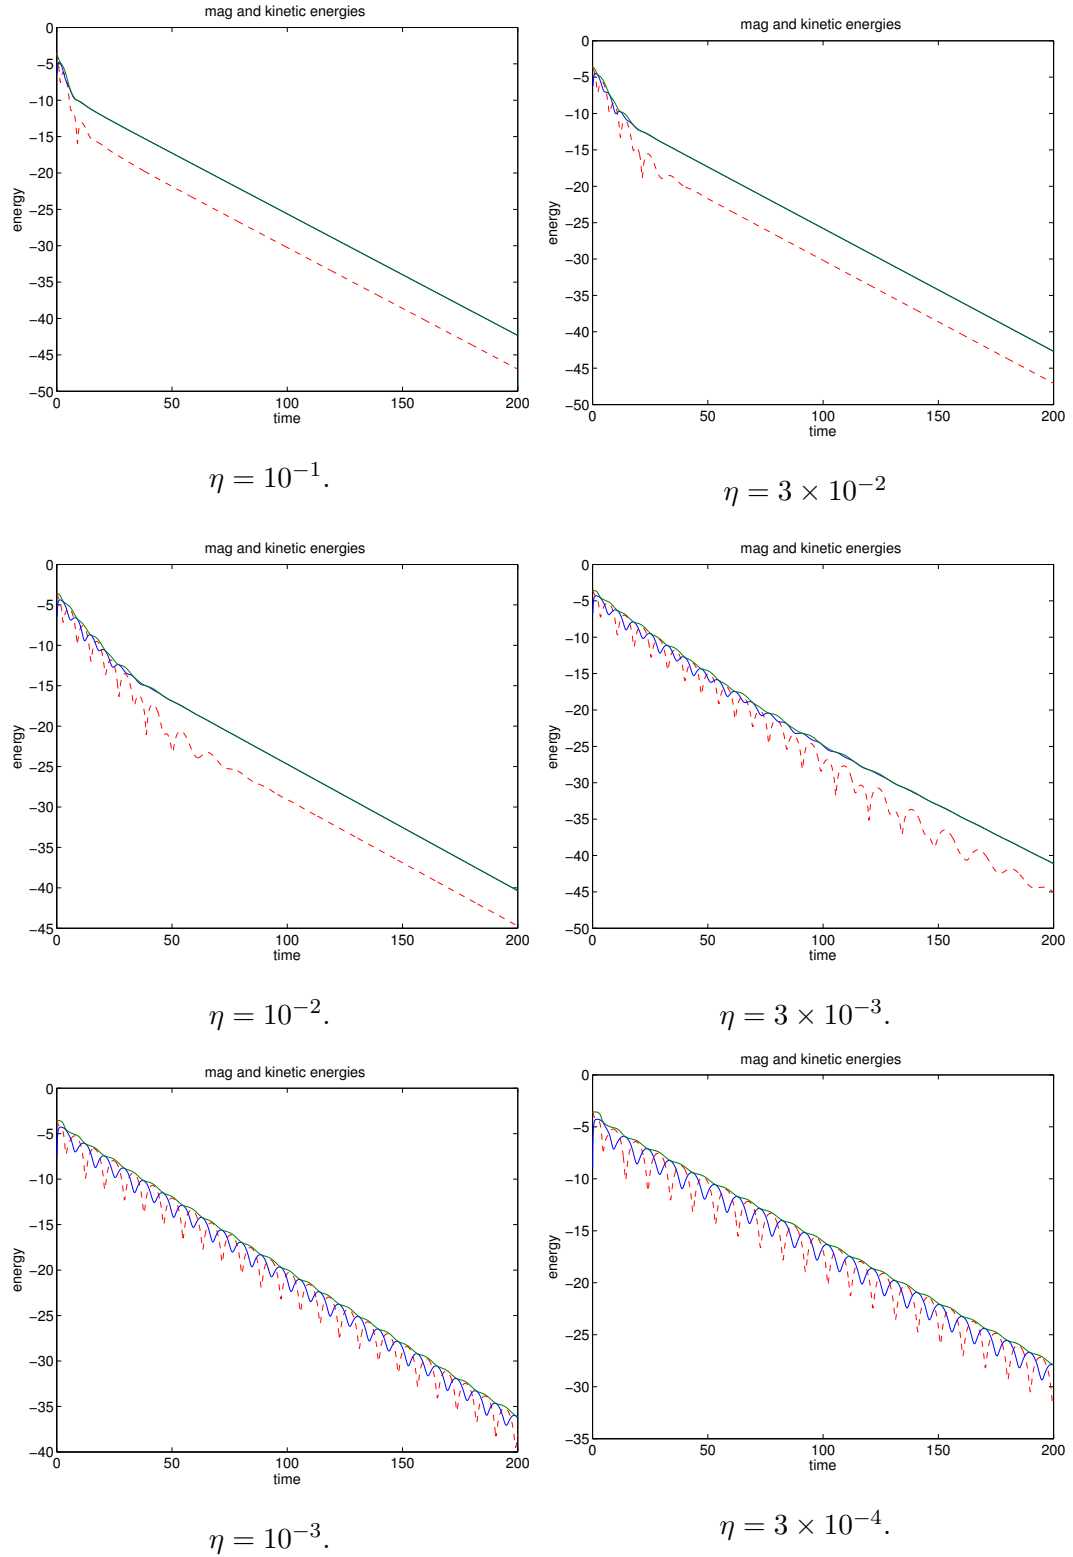 mag and kinetic energies
0
−5
−10
−15
−20
−25
−30
−35
−40
−45
−50
energy
0 50 100 150 200
time
η = 10⁻¹.
mag and kinetic energies
0
−5
−10
−15
−20
−25
−30
−35
−40
−45
−50
energy
0 50 100 150 200
time
η = 3 × 10⁻²
mag and kinetic energies
0
−5
−10
−15
−20
−25
−30
−35
−40
−45
energy
0 50 100 150 200
time
η = 10⁻².
mag and kinetic energies
0
−5
−10
−15
−20
−25
−30
−35
−40
−45
−50
energy
0 50 100 150 200
time
η = 3 × 10⁻³.
mag and kinetic energies
0
−5
−10
−15
−20
−25
−30
−35
−40
energy
0 50 100 150 200
time
η = 10⁻³.
mag and kinetic energies
0
−5
−10
−15
−20
−25
−30
−35
energy
0 50 100 150 200
time
η = 3 × 10⁻⁴.